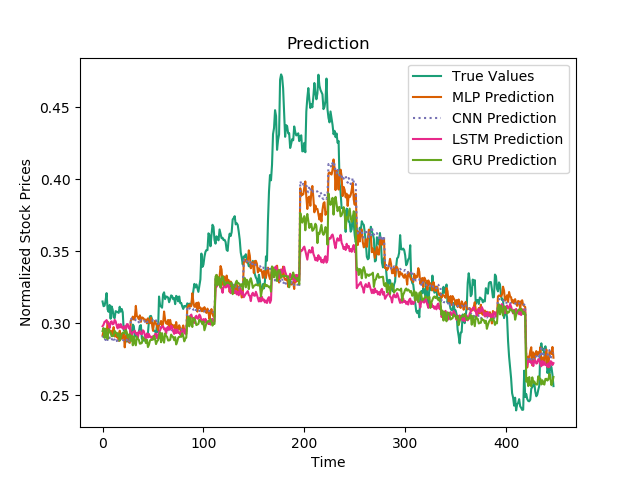 Prediction
True Values
MLP Prediction
CNN Prediction
LSTM Prediction
GRU Prediction
Normalized Stock Prices
0.45
0.40
0.35
0.30
0.25
0 100 200 300 400
Time